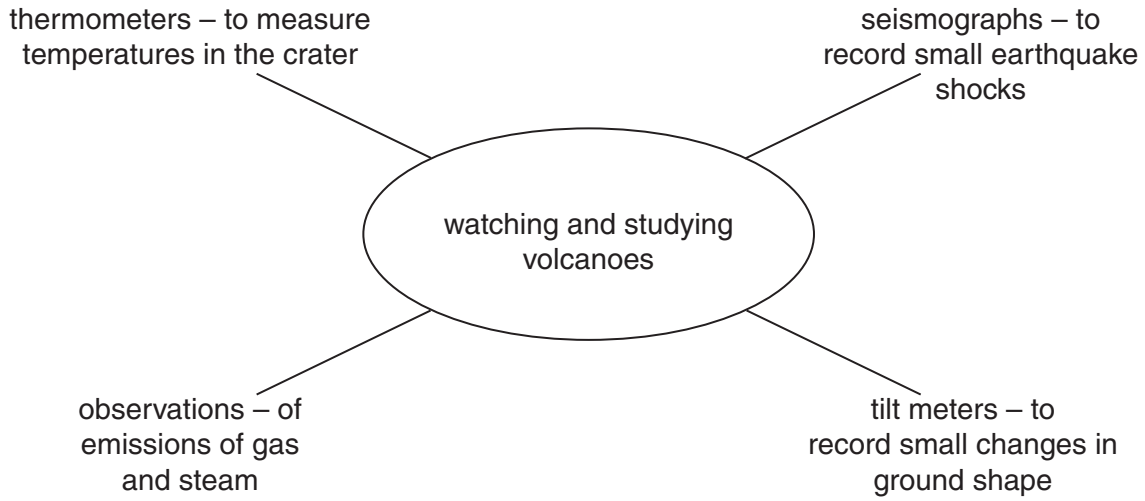 thermometers – to measure
temperatures in the crater
seismographs – to
record small earthquake
shocks
watching and studying
volcanoes
observations – of
emissions of gas
and steam
tilt meters – to
record small changes in
ground shape